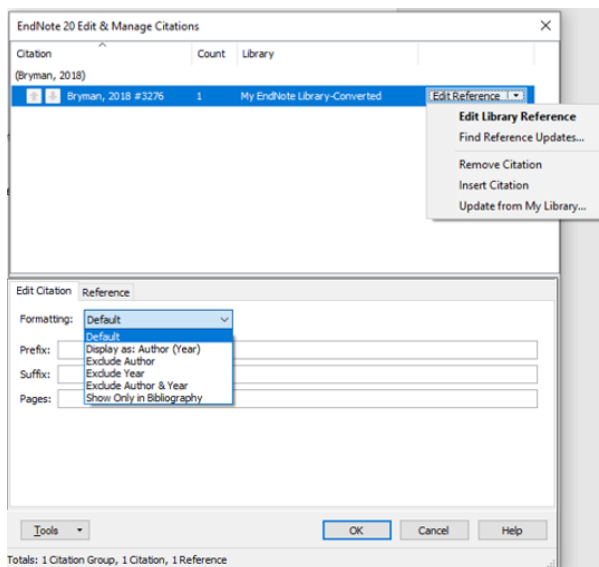 EndNote 20 Edit & Manage Citations
Citation Count Library
(Bryman, 2018)
Bryman, 2018 #3276 1 My EndNote Library-Converted Edit Reference
Edit Library Reference
Find Reference Updates...
Remove Citation
Insert Citation
Update from My Library...
Edit Citation Reference
Formatting: Default
Default
Display as: Author (Year)
Exclude Author
Exclude Year
Exclude Author & Year
Show Only in Bibliography
Prefix:
Suffix:
Pages:
Tools OK Cancel Help
Totals: 1 Citation Group, 1 Citation, 1 Reference